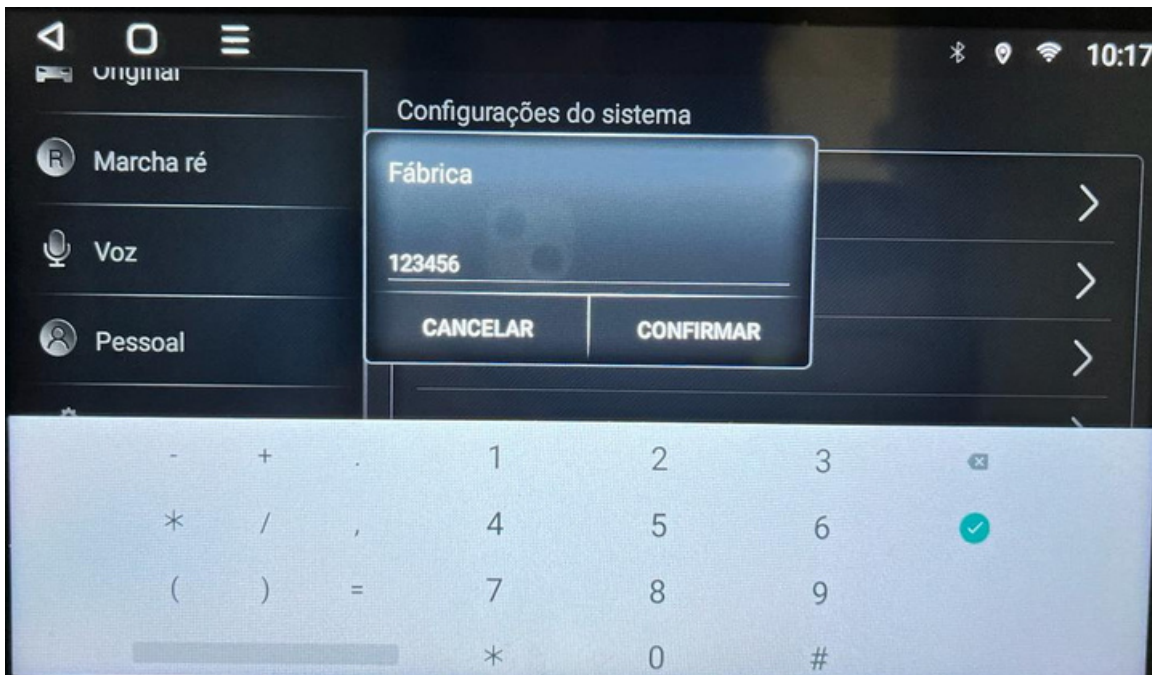 10:17
Original
Configurações do sistema
Marcha ré
Fábrica
Voz
123456
CANCELAR
CONFIRMAR
Pessoal
- + . 1 2 3
* / , 4 5 6
( ) = 7 8 9
* 0 #